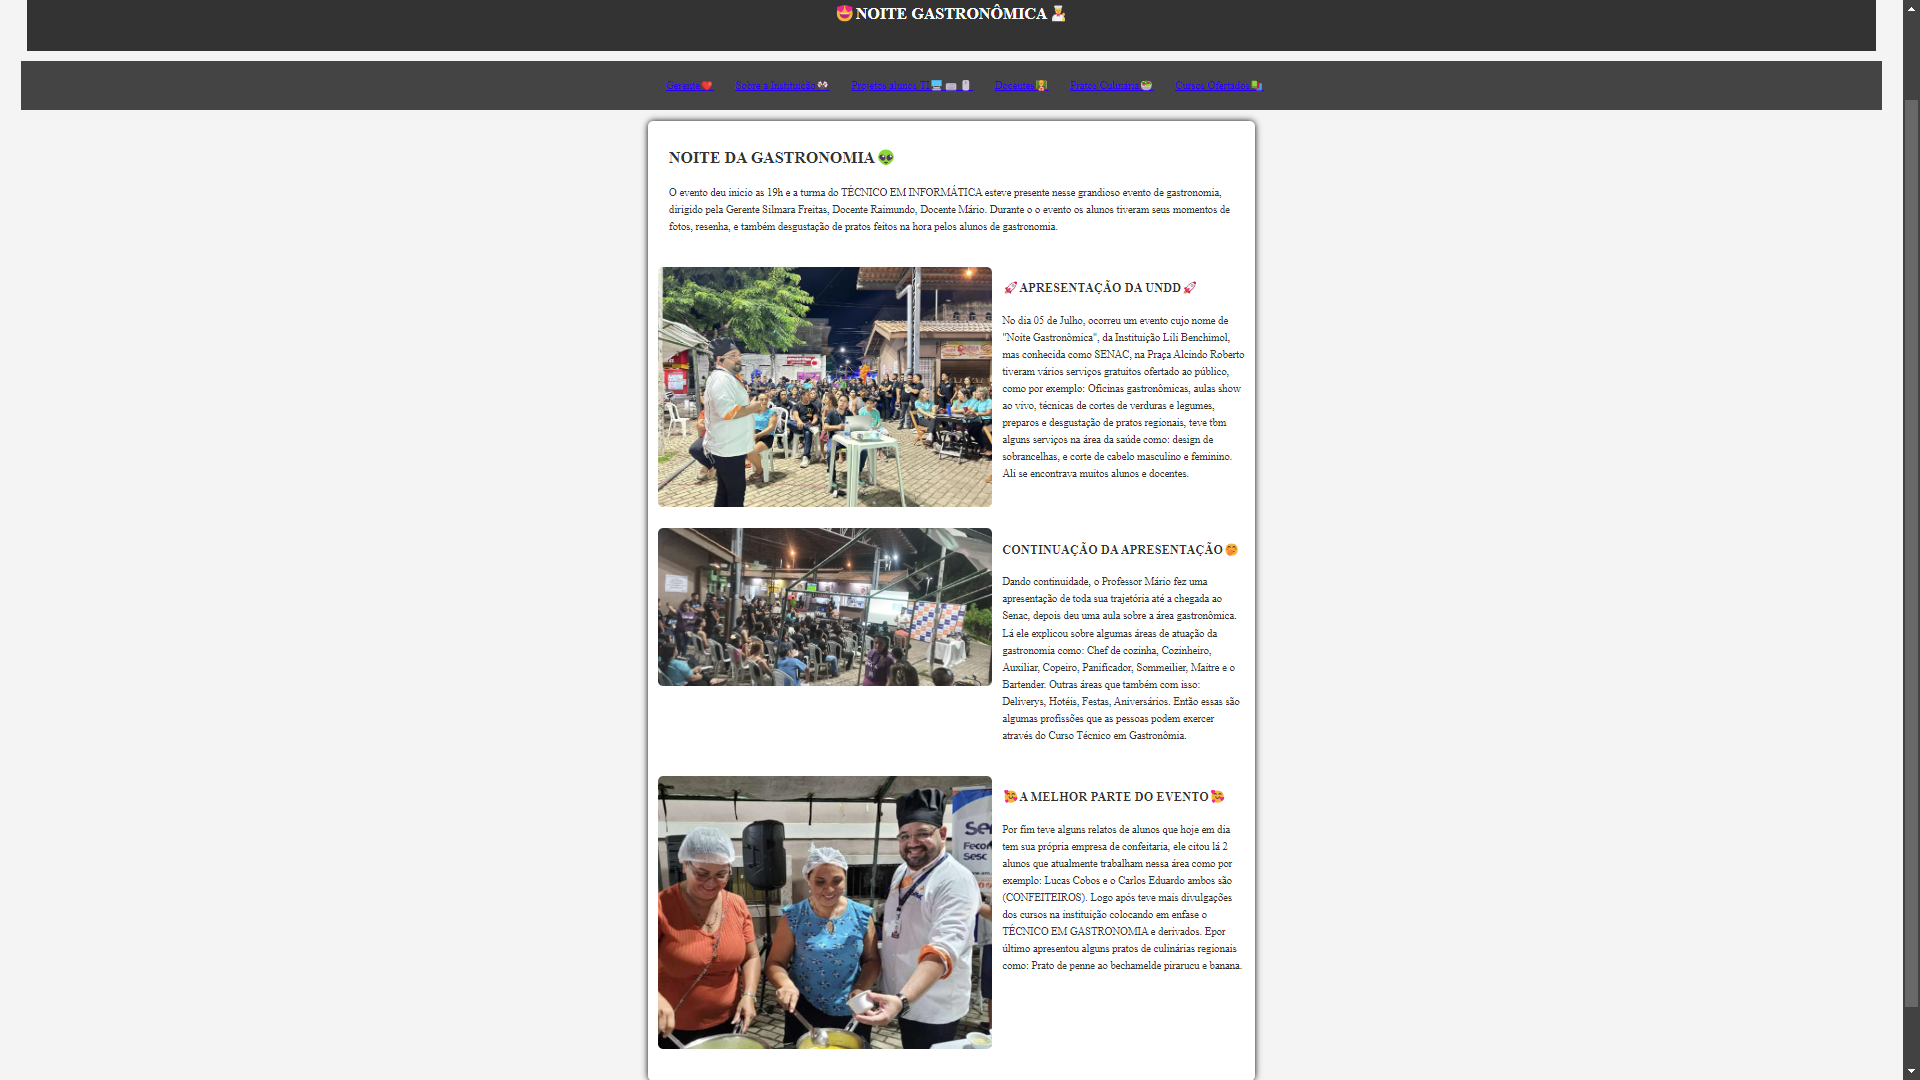 😍NOITE GASTRONÔMICA👩‍🍳
Gerente❤️ Sobre a Instituição👀 Projetos alunos TI Docentes Pratos Culinária🥗 Cursos Ofertados
NOITE DA GASTRONOMIA👽
O evento deu inicio as 19h e a turma do TÉCNICO EM INFORMÁTICA esteve presente nesse grandioso evento de gastronomia,
dirigido pela Gerente Silmara Freitas, Docente Raimundo, Docente Mário. Durante o o evento os alunos tiveram seus momentos de
fotos, resenha, e também desgustação de pratos feitos na hora pelos alunos de gastronomia.
🚀APRESENTAÇÃO DA UNDD🚀
No dia 05 de Julho, ocorreu um evento cujo nome de
"Noite Gastronômica", da Instituição Lili Benchimol,
mas conhecida como SENAC, na Praça Alcindo Roberto
tiveram vários serviços gratuitos ofertado ao público,
como por exemplo: Oficinas gastronômicas, aulas show
ao vivo, técnicas de cortes de verduras e legumes,
preparos e desgustação de pratos regionais, teve tbm
alguns serviços na área da saúde como: design de
sobrancelhas, e corte de cabelo masculino e feminino.
Ali se encontrava muitos alunos e docentes.
CONTINUAÇÃO DA APRESENTAÇÃO
Dando continuidade, o Professor Mário fez uma
apresentação de toda sua trajetória até a chegada ao
Senac, depois deu uma aula sobre a área gastronômica.
Lá ele explicou sobre algumas áreas de atuação da
gastronomia como: Chef de cozinha, Cozinheiro,
Auxiliar, Copeiro, Panificador, Sommeilier, Maitre e o
Bartender. Outras áreas que também com isso:
Deliverys, Hotéis, Festas, Aniversários. Então essas são
algumas profissões que as pessoas podem exercer
através do Curso Técnico em Gastronômia.
🥰A MELHOR PARTE DO EVENTO🥰
Por fim teve alguns relatos de alunos que hoje em dia
tem sua própria empresa de confeitaria, ele citou lá 2
alunos que atualmente trabalham nessa área como por
exemplo: Lucas Cobos e o Carlos Eduardo ambos são
(CONFEITEIROS). Logo após teve mais divulgações
dos cursos na instituição colocando em enfase o
TÉCNICO EM GASTRONOMIA e derivados. Epor
último apresentou alguns pratos de culinárias regionais
como: Prato de penne ao bechamelde pirarucu e banana.
Sesc